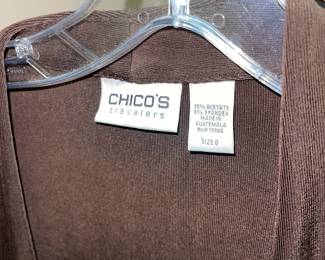 CHICO'S
travelers
95% ACETATE
5% SPANDEX
MADE IN
GUATEMALA
SIZE 0